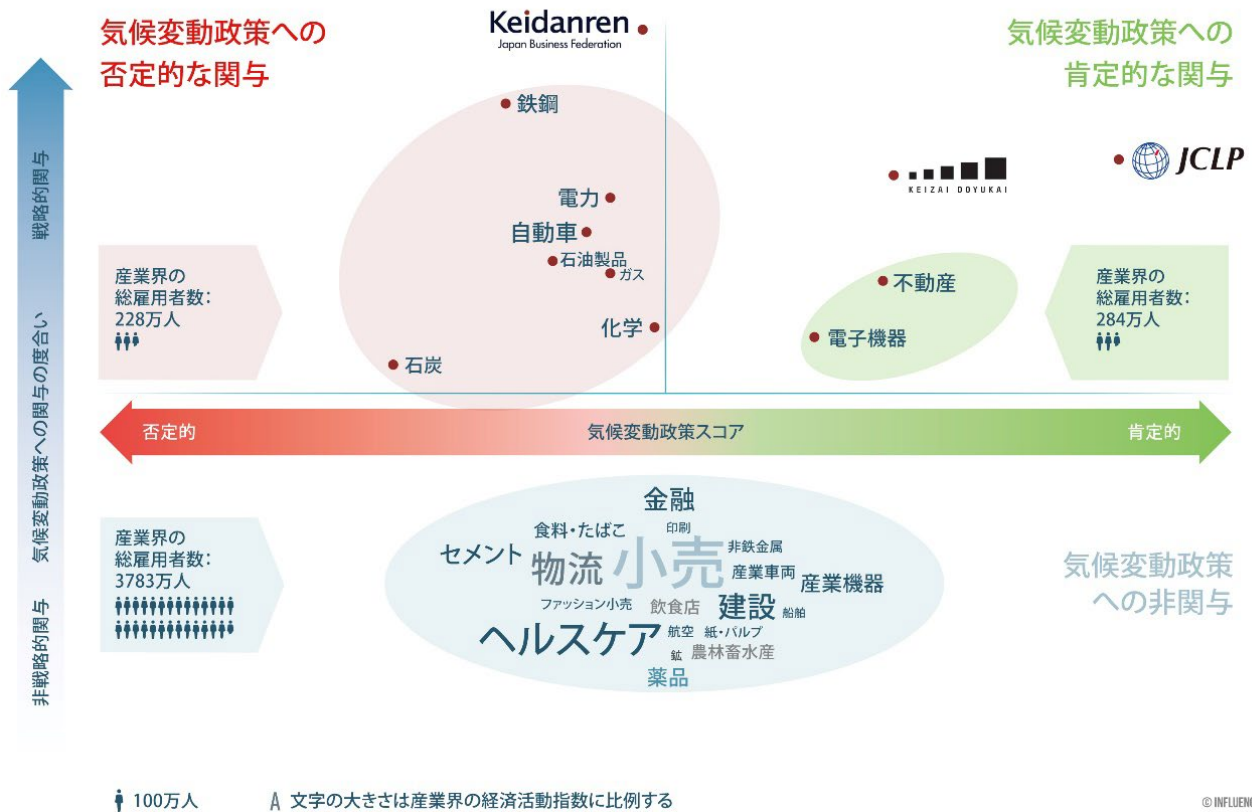 気候変動政策への
否定的な関与
Keidanren
Japan Business Federation
気候変動政策への
肯定的な関与
鉄鋼
JCLP
KEIZAI DOYUKAI
電力
自動車
石油製品
ガス
化学
石炭
不動産
電子機器
産業界の
総雇用者数:
228万人
産業界の
総雇用者数:
284万人
戦略的関与
気候変動政策への関与の度合い
非戦略的関与
否定的
気候変動政策スコア
肯定的
産業界の
総雇用者数:
3783万人
金融
食料・たばこ
印刷
セメント
物流
小売
非鉄金属
産業車両
産業機器
ファッション小売
飲食店
建設
船舶
ヘルスケア
航空
紙・パルプ
鉱
農林畜水産
薬品
気候変動政策
への非関与
100万人
A 文字の大きさは産業界の経済活動指数に比例する
© INFLUEN